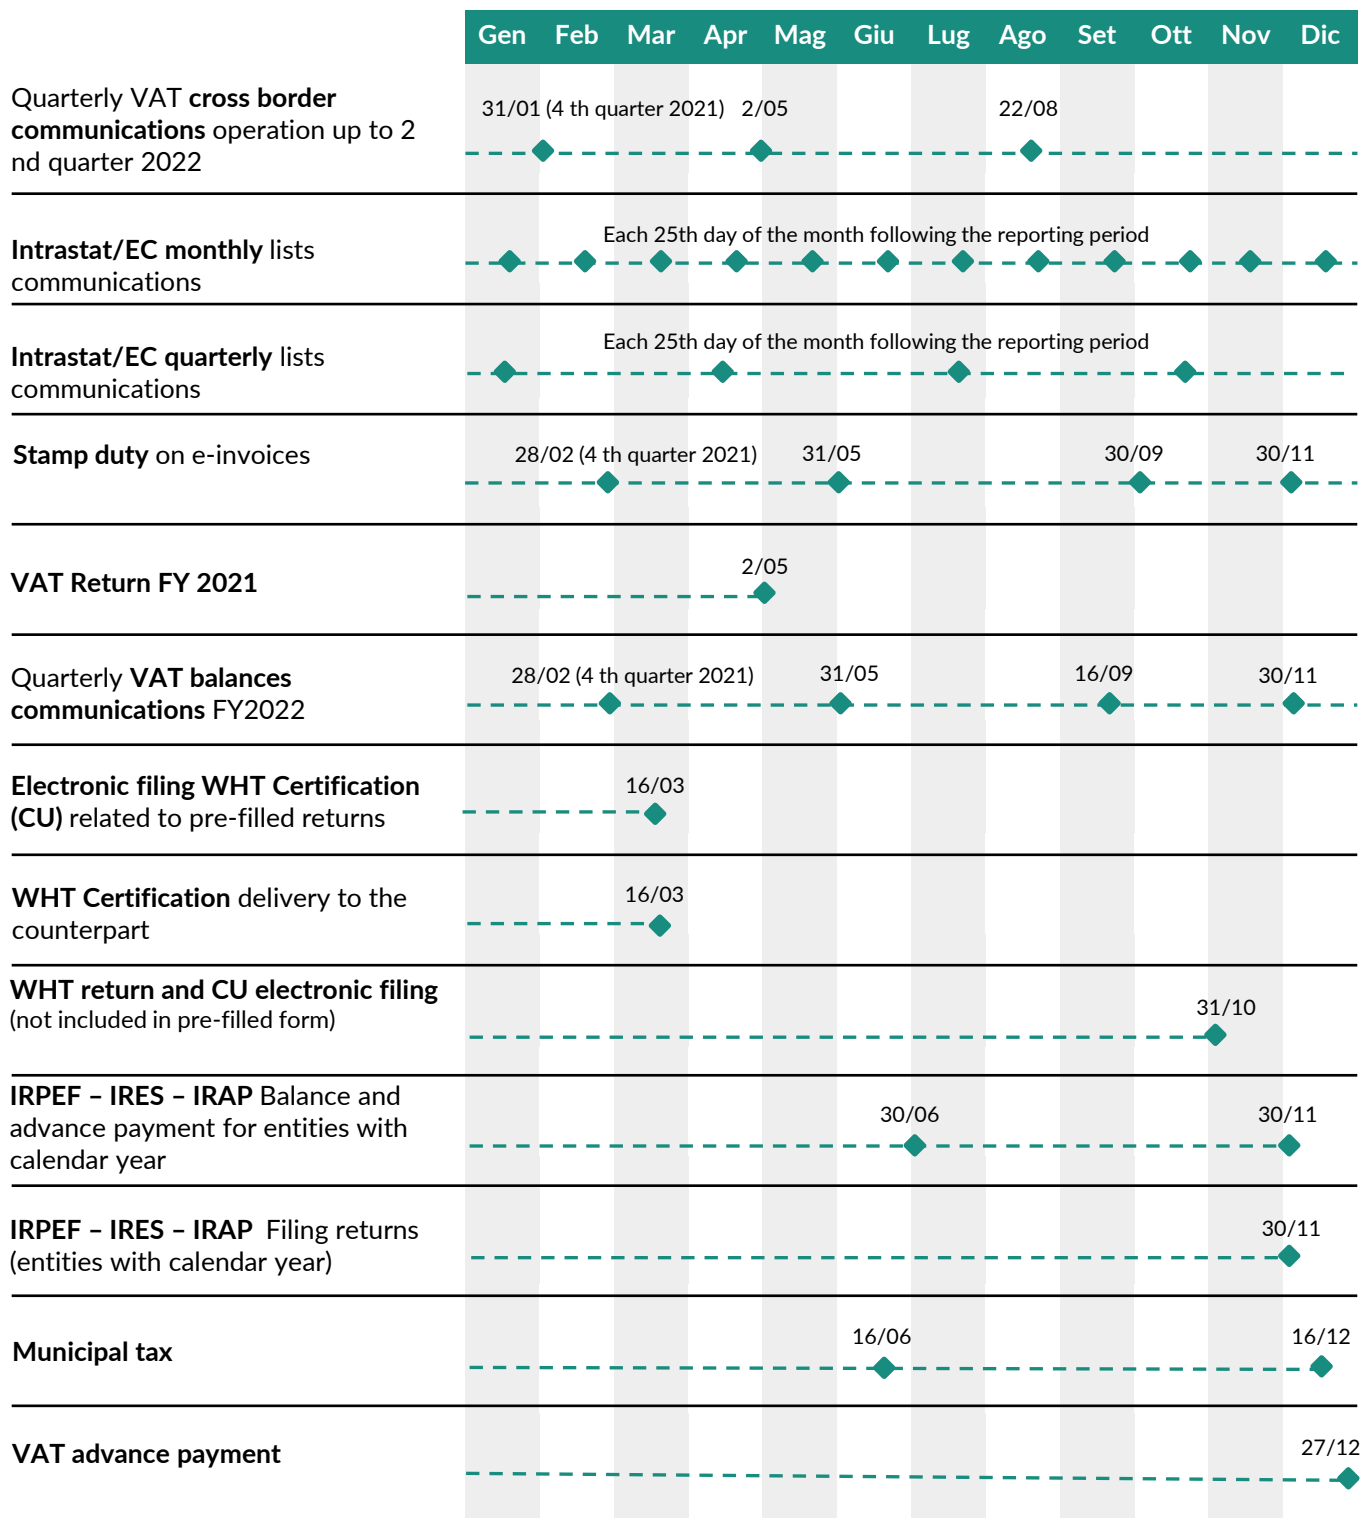 Gen Feb Mar Apr Mag Giu Lug Ago Set Ott Nov Dic
Quarterly VAT cross border
communications operation up to 2
nd quarter 2022
31/01 (4 th quarter 2021) 2/05 22/08
Intrastat/EC monthly lists
communications
Each 25th day of the month following the reporting period
Intrastat/EC quarterly lists
communications
Each 25th day of the month following the reporting period
Stamp duty on e-invoices
28/02 (4 th quarter 2021) 31/05 30/09 30/11
VAT Return FY 2021
2/05
Quarterly VAT balances
communications FY2022
28/02 (4 th quarter 2021) 31/05 16/09 30/11
Electronic filing WHT Certification
(CU) related to pre-filled returns
16/03
WHT Certification delivery to the
counterpart
16/03
WHT return and CU electronic filing
(not included in pre-filled form)
31/10
IRPEF – IRES – IRAP Balance and
advance payment for entities with
calendar year
30/06 30/11
IRPEF – IRES – IRAP Filing returns
(entities with calendar year)
30/11
Municipal tax
16/06 16/12
VAT advance payment
27/12